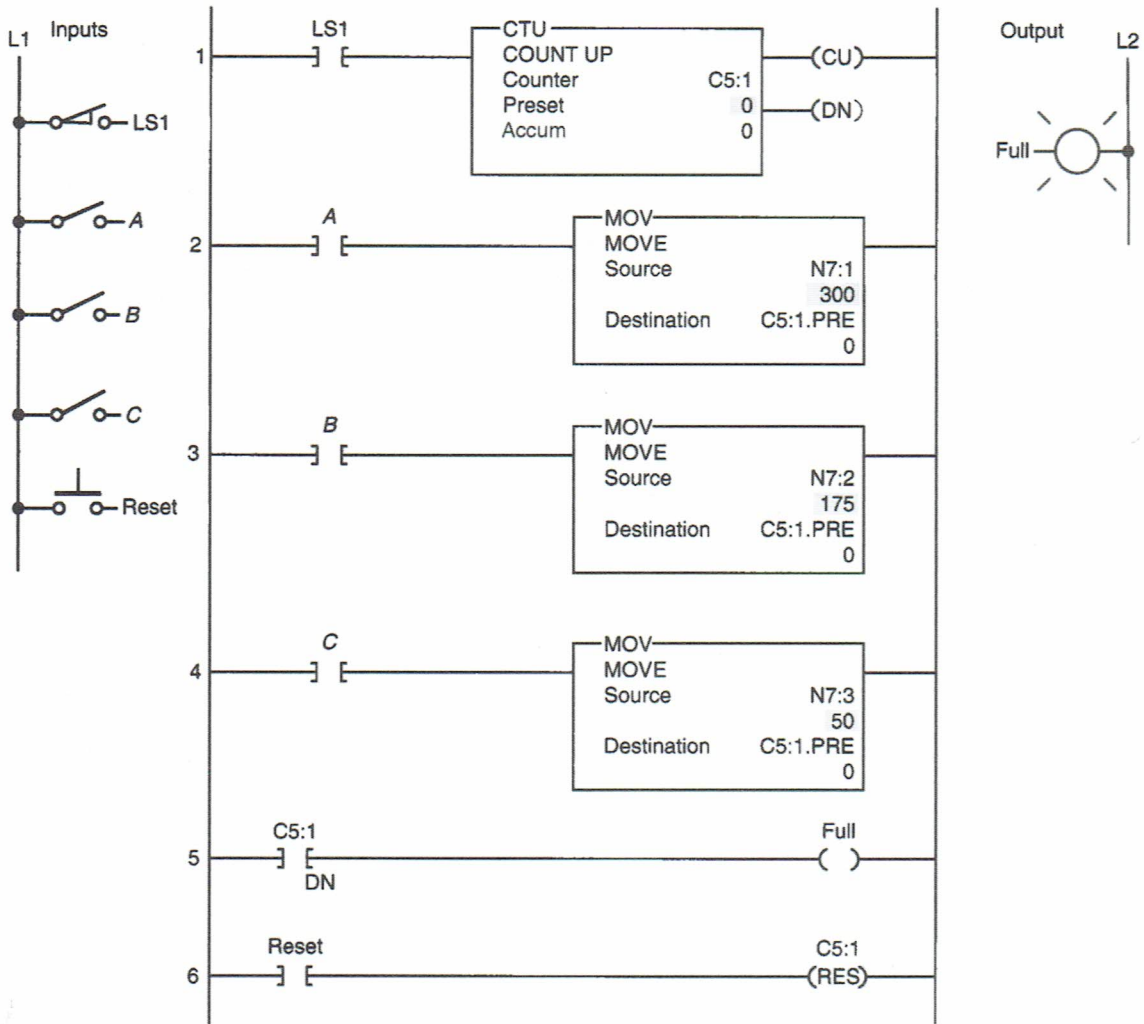 L1
Inputs
LS1
A
B
C
Reset
1
LS1
CTU
COUNT UP
Counter C5:1
Preset 0
Accum 0
(CU)
(DN)
2
A
MOV
MOVE
Source N7:1
300
Destination C5:1.PRE
0
3
B
MOV
MOVE
Source N7:2
175
Destination C5:1.PRE
0
4
C
MOV
MOVE
Source N7:3
50
Destination C5:1.PRE
0
5
C5:1
DN
Full
6
Reset
C5:1
(RES)
Output
L2
Full